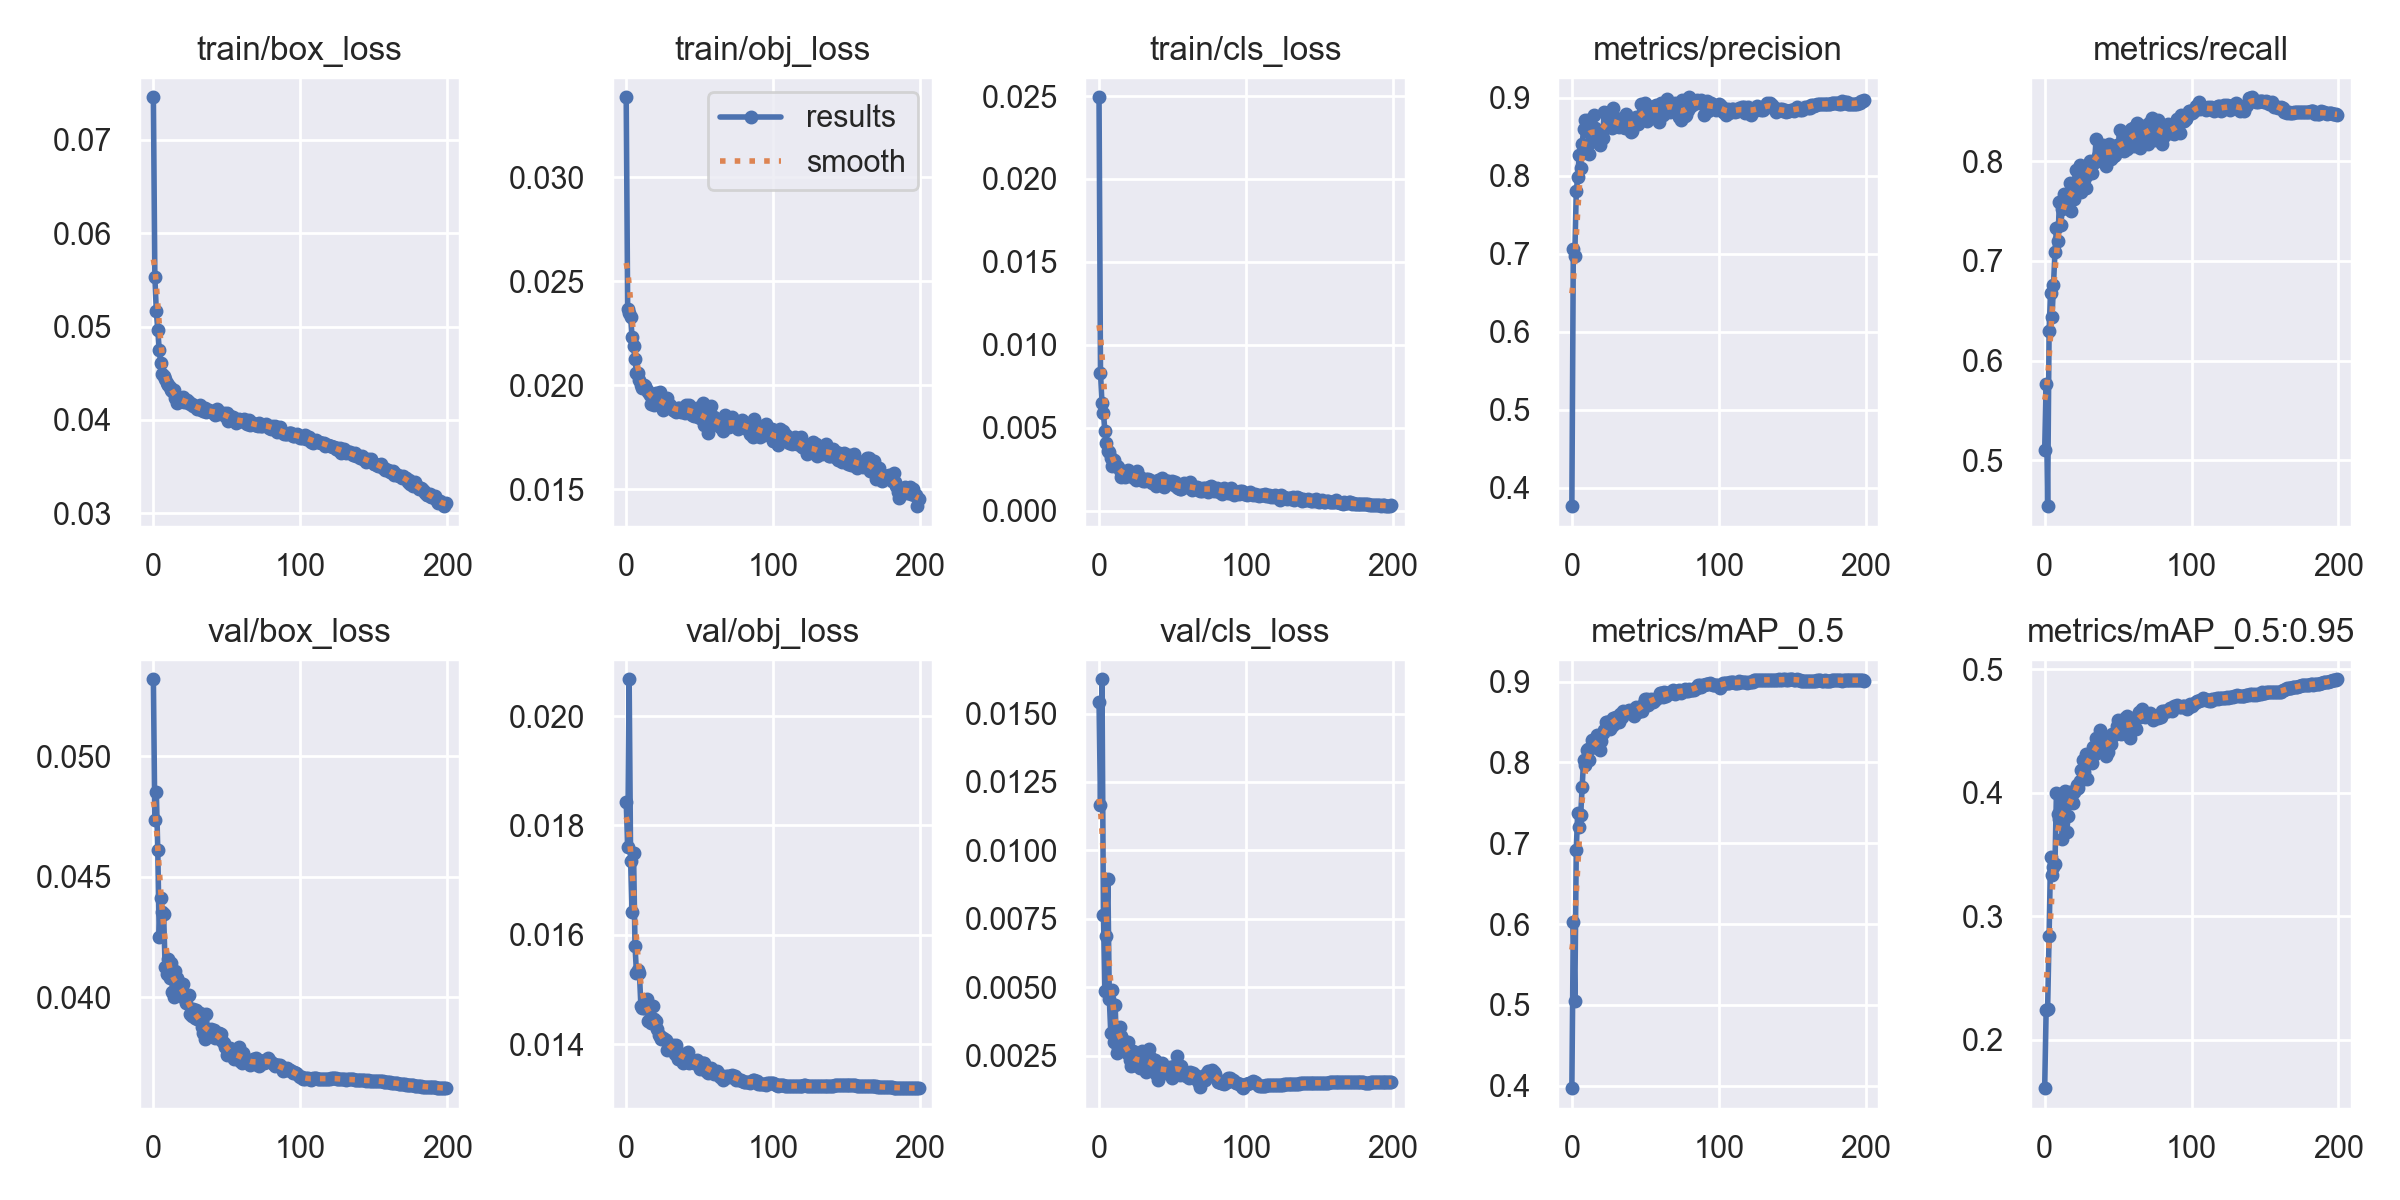 train/box_loss
0.07
0.06
0.05
0.04
0.03
0 100 200
train/obj_loss
results
smooth
0.030
0.025
0.020
0.015
0 100 200
train/cls_loss
0.025
0.020
0.015
0.010
0.005
0.000
0 100 200
metrics/precision
0.9
0.8
0.7
0.6
0.5
0.4
0 100 200
metrics/recall
0.8
0.7
0.6
0.5
0 100 200
val/box_loss
0.050
0.045
0.040
0 100 200
val/obj_loss
0.020
0.018
0.016
0.014
0 100 200
val/cls_loss
0.0150
0.0125
0.0100
0.0075
0.0050
0.0025
0 100 200
metrics/mAP_0.5
0.9
0.8
0.7
0.6
0.5
0.4
0 100 200
metrics/mAP_0.5:0.95
0.5
0.4
0.3
0.2
0 100 200